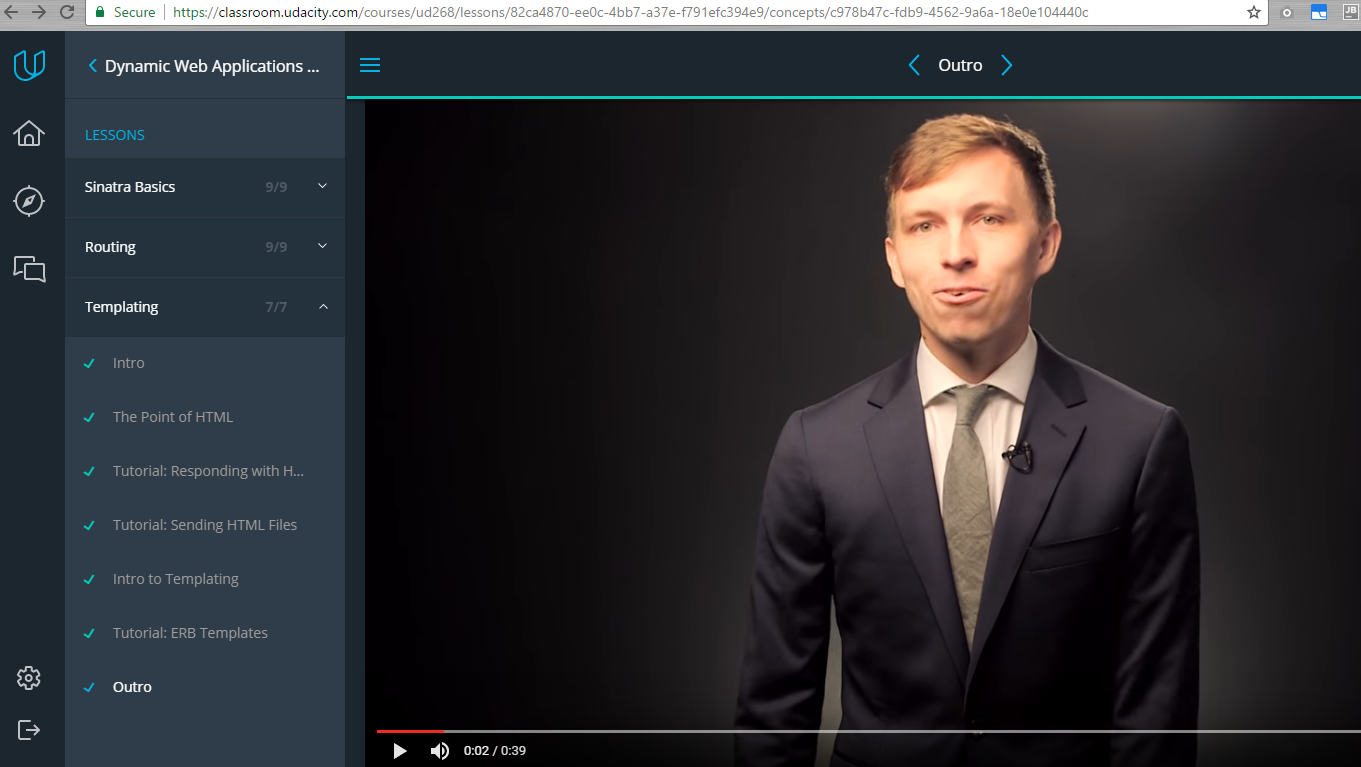 Secure https://classroom.udacity.com/courses/ud268/lessons/82ca4870-ee0c-4bb7-a37e-f791efc394e9/concepts/c978b47c-fdb9-4562-9a6a-18e0e104440c
JB
Dynamic Web Applications ...
Outro
LESSONS
Sinatra Basics 9/9
Routing 9/9
Templating 7/7
Intro
The Point of HTML
Tutorial: Responding with H...
Tutorial: Sending HTML Files
Intro to Templating
Tutorial: ERB Templates
Outro
0:02 / 0:39